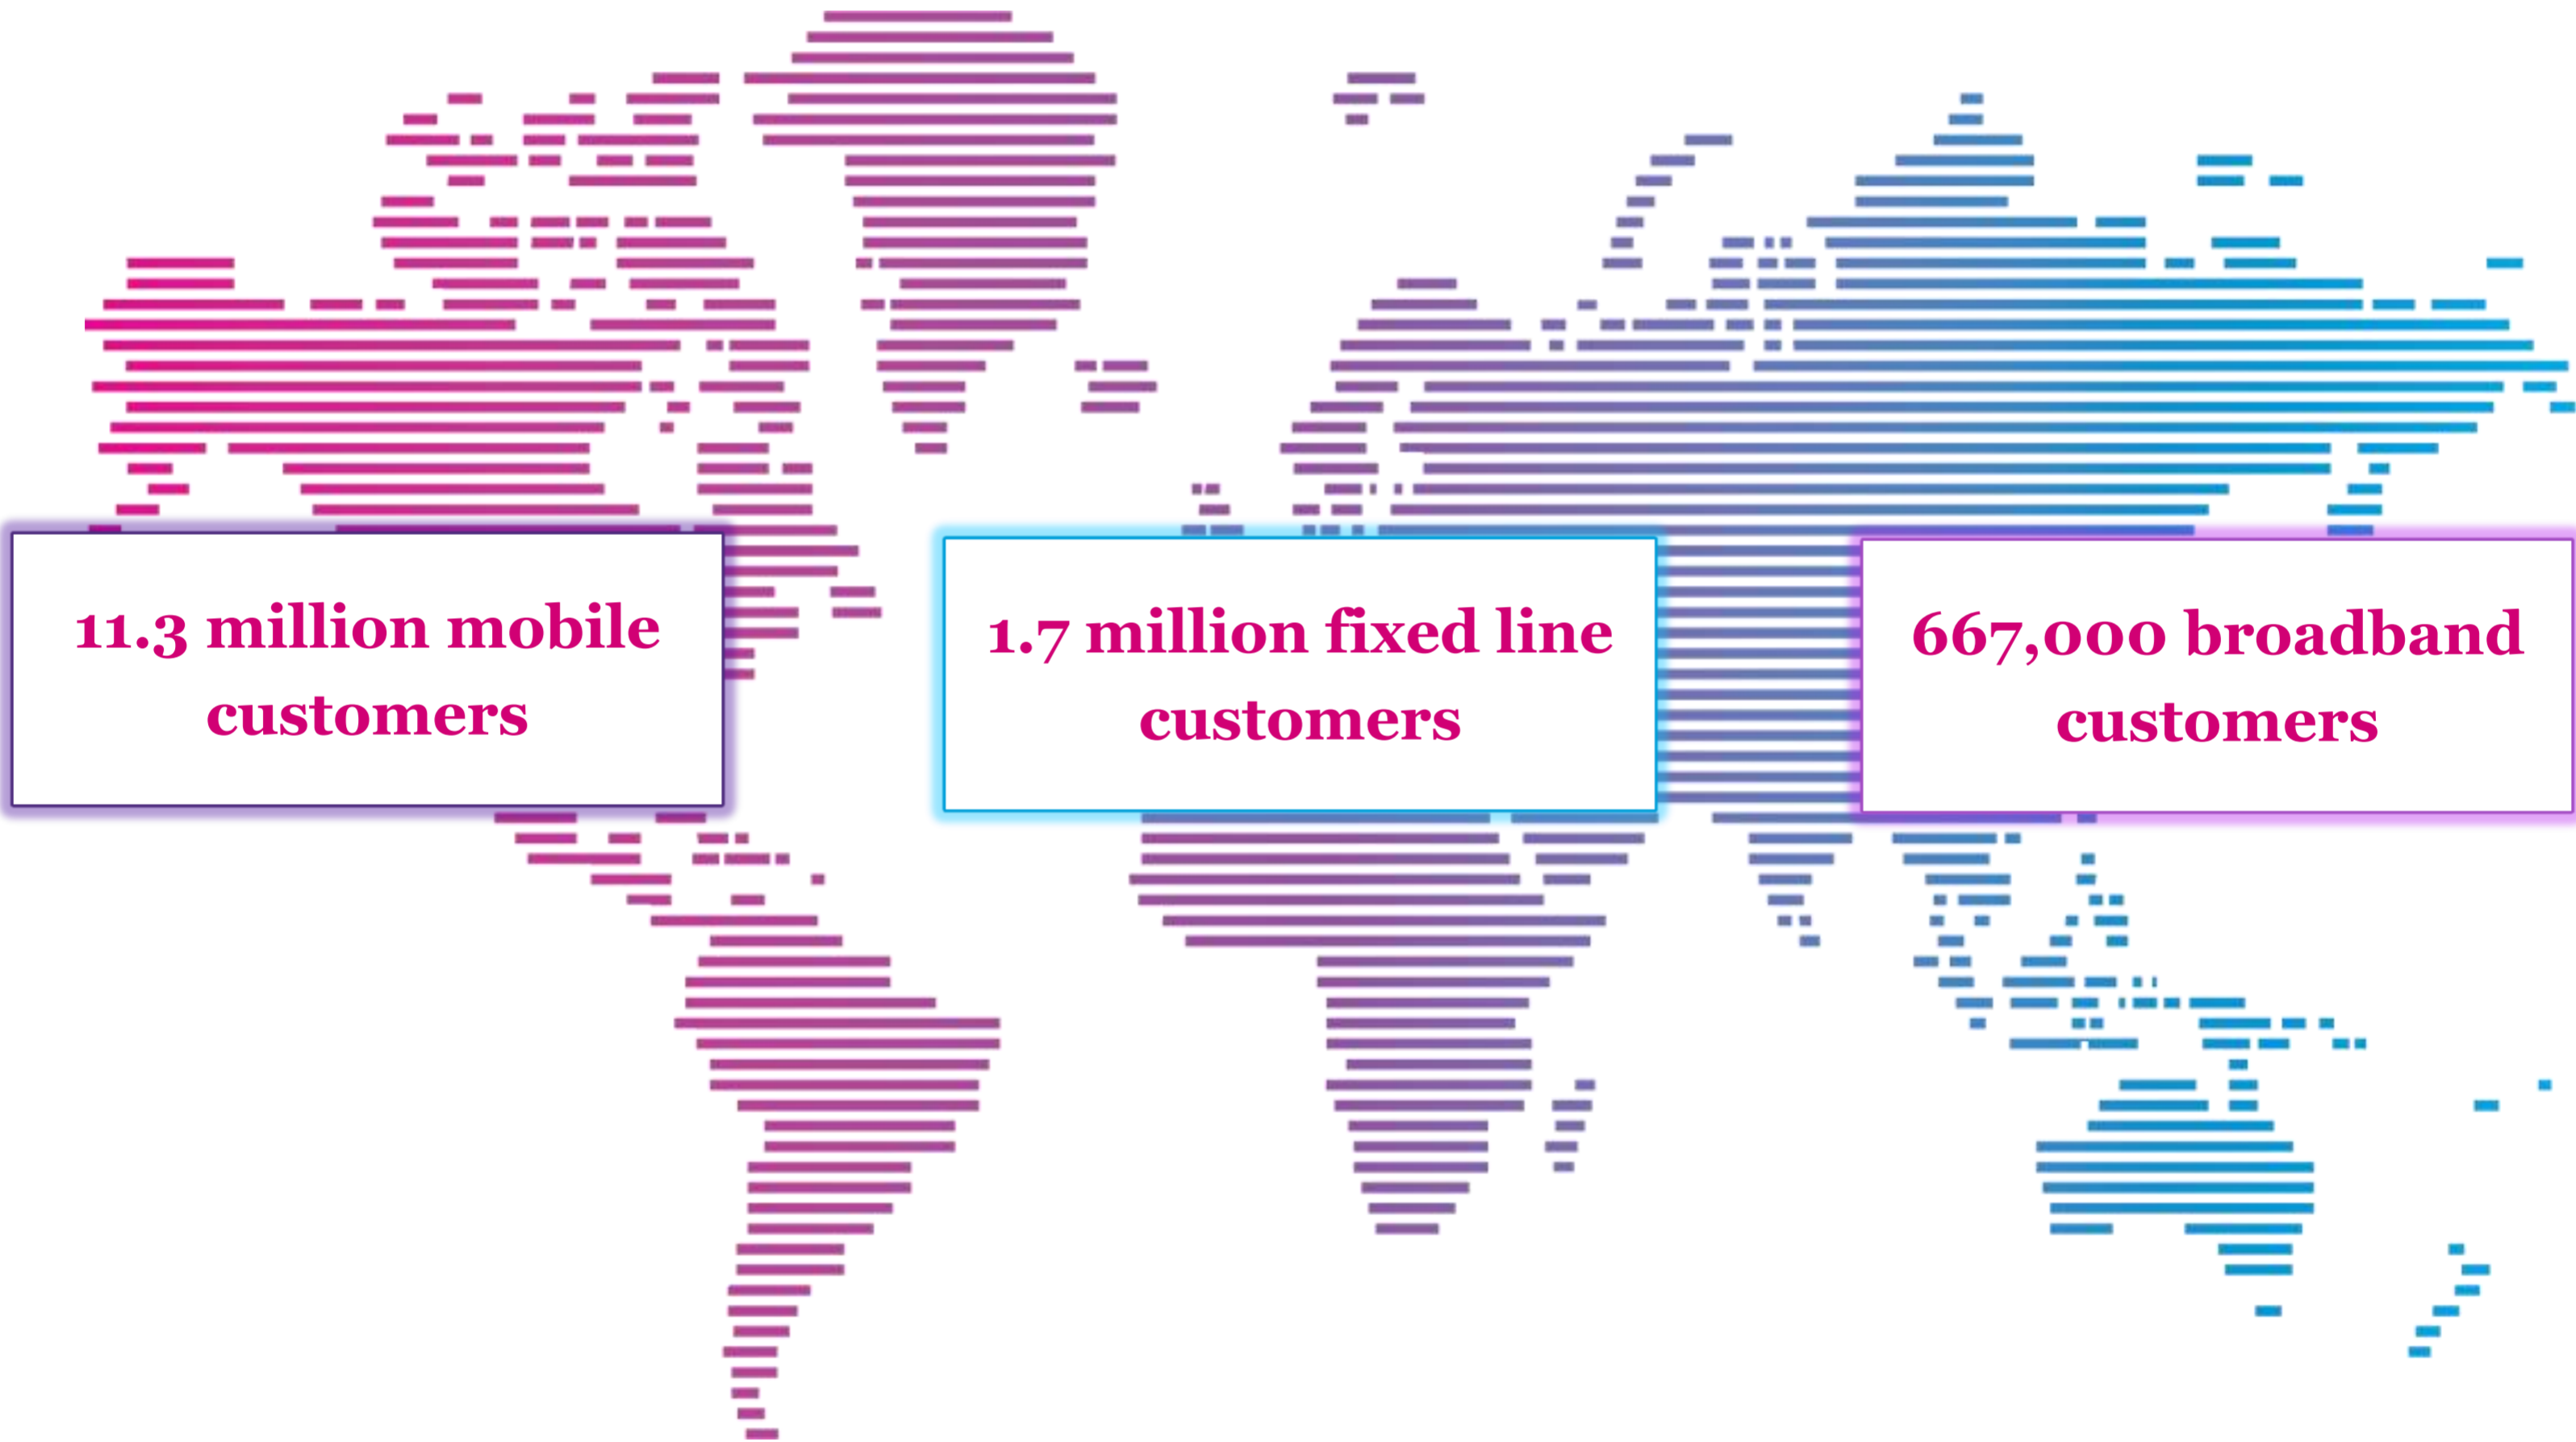 11.3 million mobile
customers
1.7 million fixed line
customers
667,000 broadband
customers